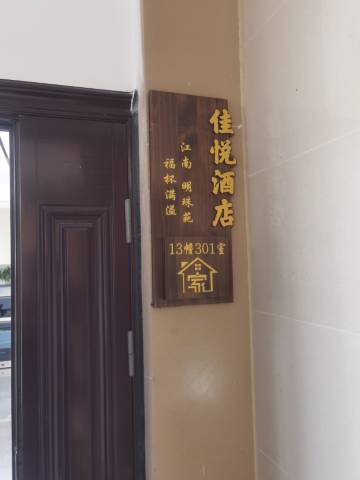 佳悦酒店
江南 明珠苑
福杯满溢
13幢301室
家